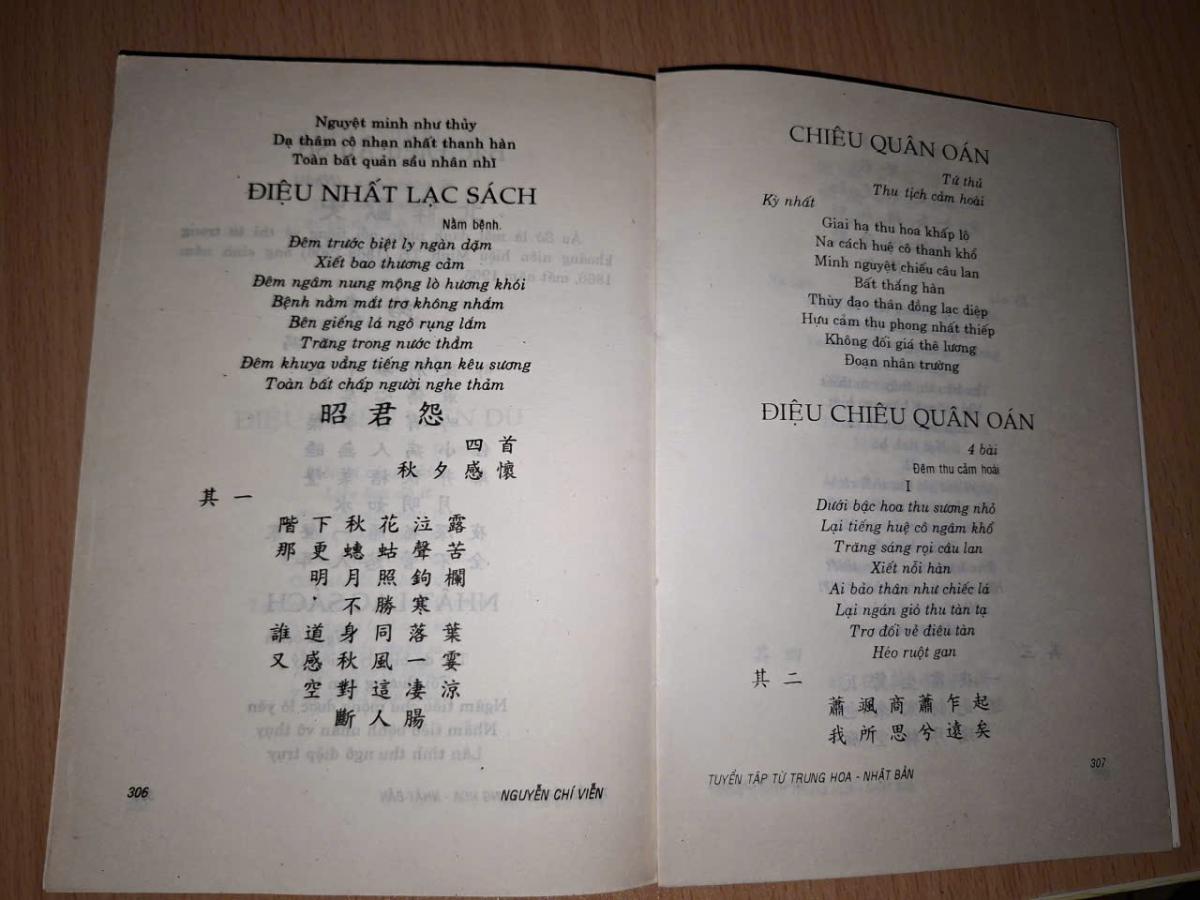 Nguyệt minh như thủy
Dạ thâm cô nhạn nhất thanh hàn
Toàn bất quản sầu nhân nhĩ
ĐIỆU NHẤT LẠC SÁCH
Nằm bệnh.
Đêm trước biệt ly ngàn dặm
Xiết bao thương cảm
Đêm ngâm nung mộng lò hương khói
Bệnh nằm mắt trơ không nhắm
Bên giếng lá ngô rụng lắm
Trăng trong nước thẳm
Đêm khuya vẳng tiếng nhạn kêu sương
Toàn bất chấp người nghe thảm
昭君怨
四首
秋夕感懷
其一
階下秋花泣露
那更蟪蛄聲苦
明月照鉤欄
不勝寒
誰道身同落葉
又感秋風一霎
空對這凄涼
斷人腸
306
NGUYỄN CHÍ VIỄN
CHIÊU QUÂN OÁN
Tứ thủ
Thu tịch cảm hoài
Kỳ nhất
Giai hạ thu hoa khấp lô
Na cách huệ cô thanh khổ
Minh nguyệt chiếu câu lan
Bất thắng hàn
Thùy đạo thân đồng lạc diệp
Hựu cảm thu phong nhất thiếp
Không đối giá thê lương
Đoạn nhân trường
ĐIỆU CHIÊU QUÂN OÁN
4 bài
Đêm thu cảm hoài
I
Dưới bậc hoa thu sương nhỏ
Lại tiếng huệ cô ngâm khổ
Trăng sáng rọi câu lan
Xiết nỗi hàn
Ai bảo thân như chiếc lá
Lại ngán gió thu tàn tạ
Trơ đối vẻ điêu tàn
Héo ruột gan
其二
蕭颯商蕭乍起
我所思兮遠矣
TUYỂN TẬP TỪ TRUNG HOA - NHẬT BẢN
307